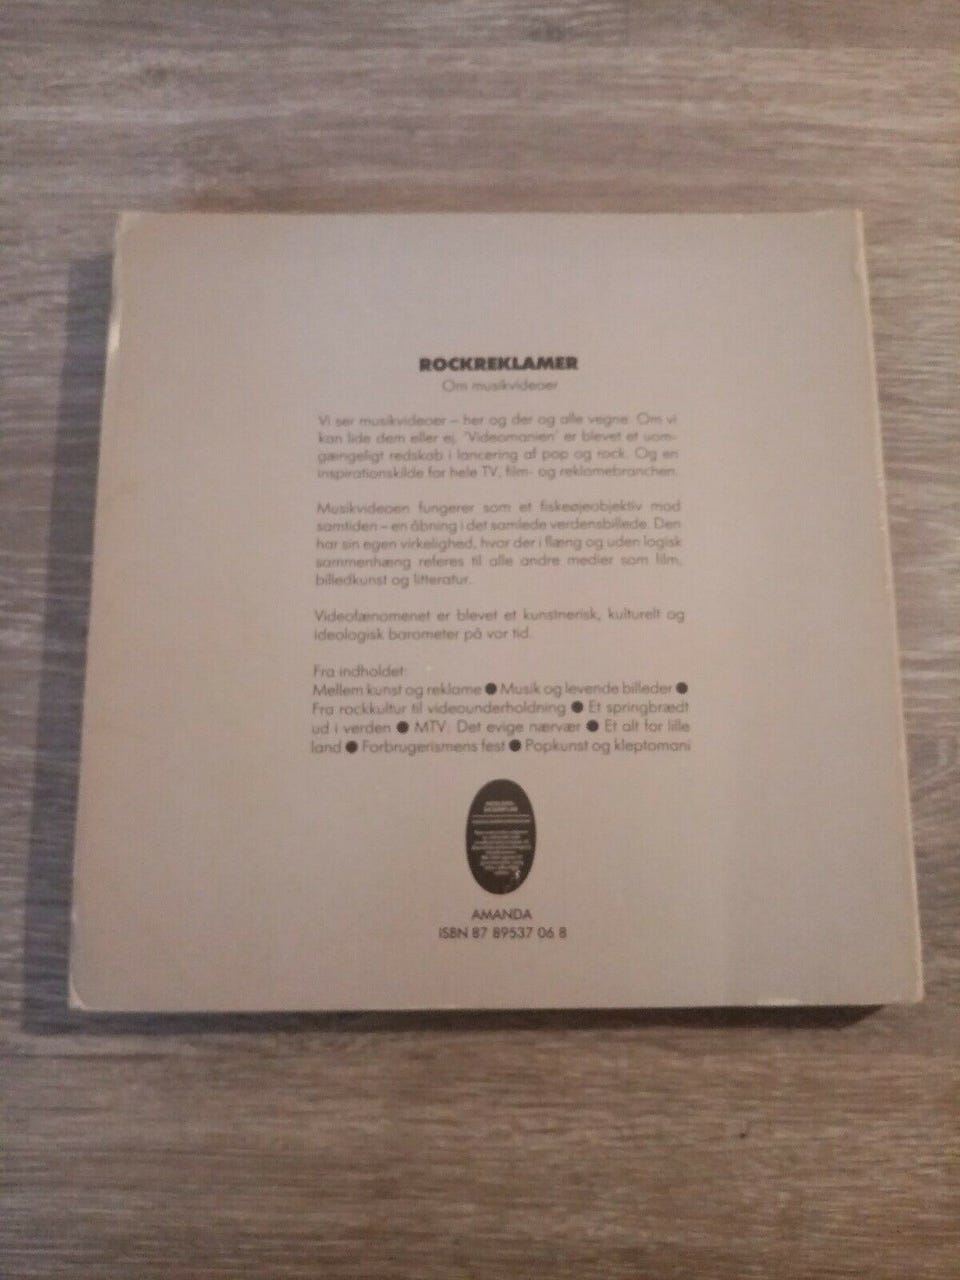 ROCKREKLAMER
Om musikvideoer
Vi ser musikvideoer – her og der og alle vegne. Om vi
kan lide dem eller ej. 'Videomanien' er blevet et uom-
gængeligt redskab i lancering af pop og rock. Og en
inspirationskilde for hele TV, film- og reklamebranchen.
Musikvideoen fungerer som et fiskeøjeobjektiv mod
samtiden – en åbning i det samlede verdensbillede. Den
har sin egen virkelighed, hvor der i flæng og uden logisk
sammenhæng referes til alle andre medier som film,
billedkunst og litteratur.
Videofænomenet er blevet et kunstnerisk, kulturelt og
ideologisk barometer på vor tid.
Fra indholdet:
Mellem kunst og reklame ● Musik og levende billeder ●
Fra rockkultur til videounderholdning ● Et springbrædt
ud i verden ● MTV: Det evige nærvær ● Et alt for lille
land ● Forbrugerismens fest ● Popkunst og kleptomani
AMANDA
ISBN 87 89537 06 8